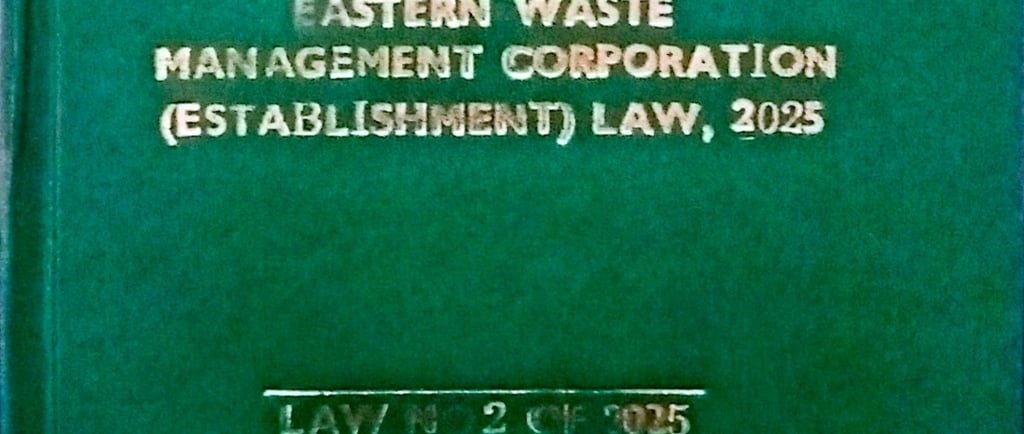 EASTERN WASTE
MANAGEMENT CORPORATION
(ESTABLISHMENT) LAW, 2025
LAW NO 2 OF 2025